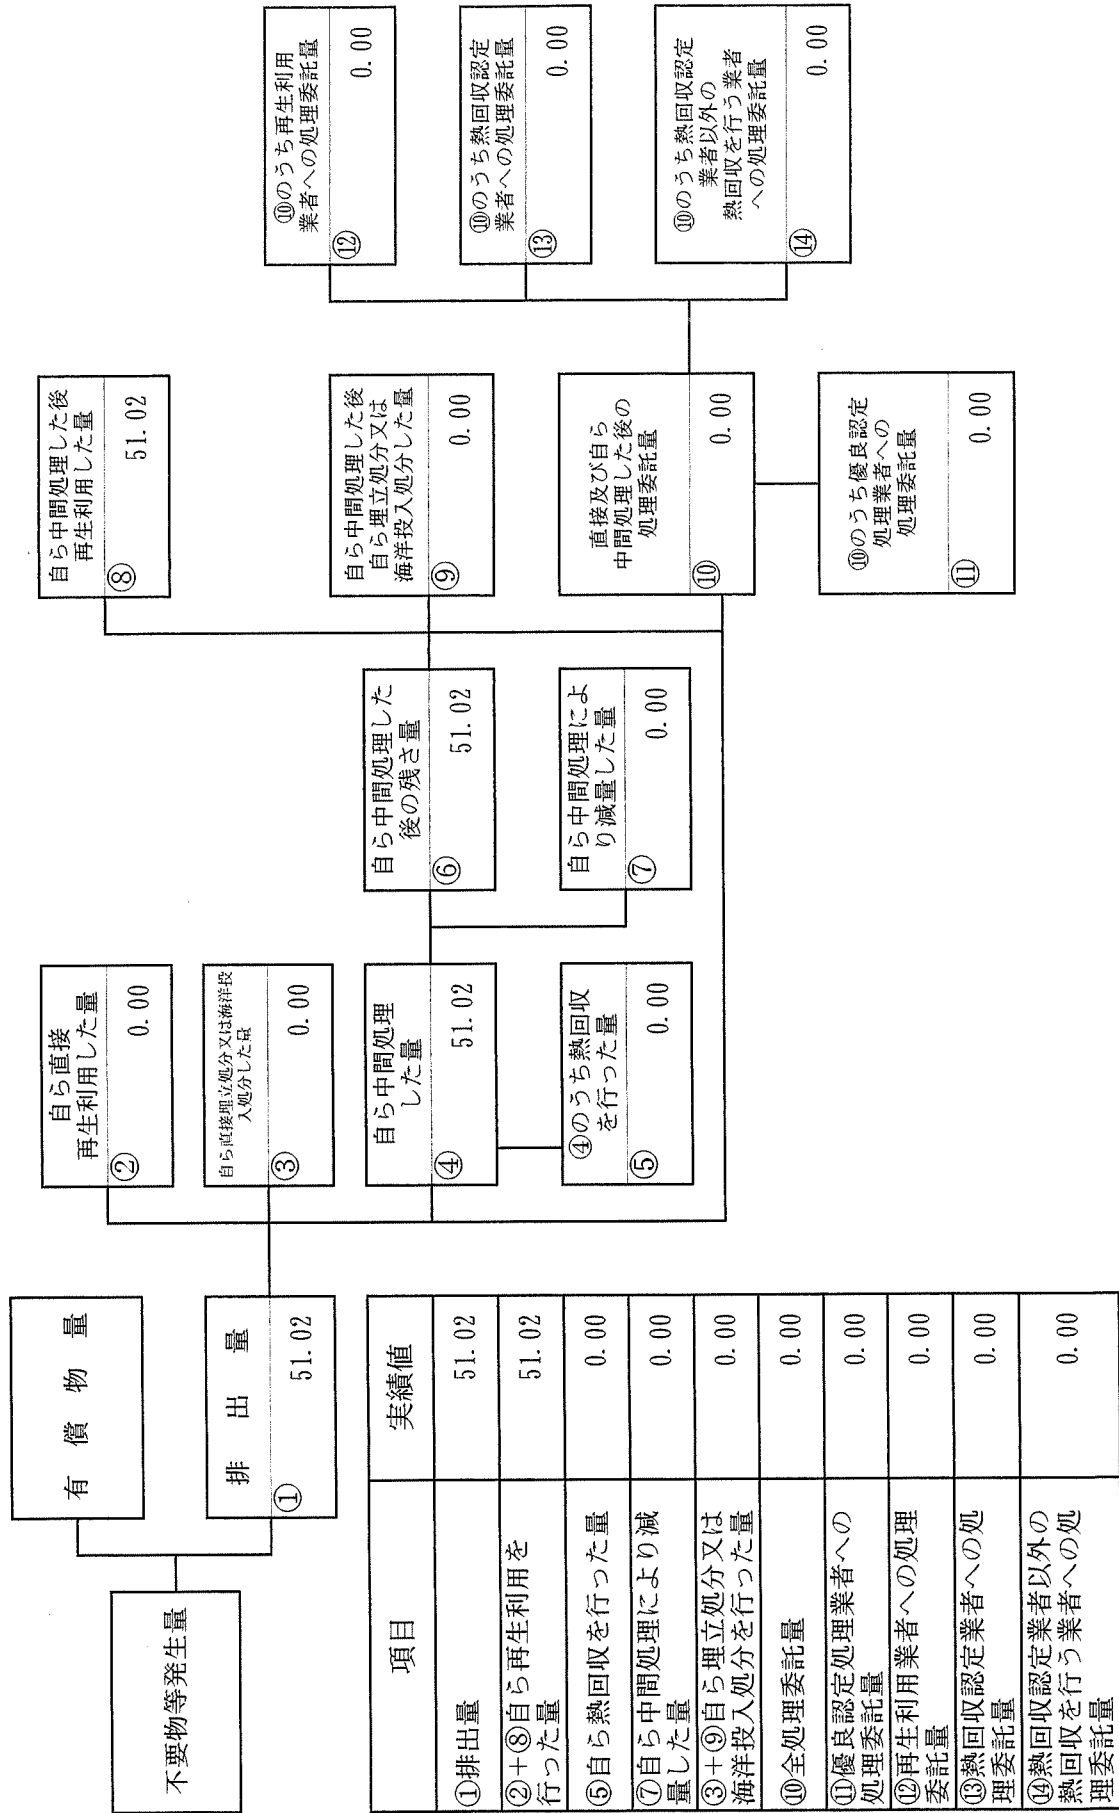 不要物等発生量
有償物量
排出量
①
51.02
自ら直接
再生利用した量
②
0.00
自ら直接埋立処分又は海洋投
入処分した量
③
0.00
自ら中間処理
した量
④
51.02
④のうち熱回収
を行った量
⑤
0.00
自ら中間処理した
後の残さ量
⑥
51.02
自ら中間処理によ
り減量した量
⑦
0.00
自ら中間処理した後
再生利用した量
⑧
51.02
自ら中間処理した後
自ら埋立処分又は
海洋投入処分した量
⑨
0.00
直接及び自ら
中間処理した後の
処理委託量
⑩
0.00
⑩のうち優良認定
処理業者への
処理委託量
⑪
0.00
⑩のうち再生利用
業者への処理委託量
⑫
0.00
⑩のうち熱回収認定
業者への処理委託量
⑬
0.00
⑩のうち熱回収認定
業者以外の
熱回収を行う業者
への処理委託量
⑭
0.00
項目
実績値
①排出量
51.02
②+⑧自ら再生利用を
行った量
51.02
⑤自ら熱回収を行った量
0.00
⑦自ら中間処理により減
量した量
0.00
③+⑨自ら埋立処分又は
海洋投入処分を行った量
0.00
⑩全処理委託量
0.00
⑪優良認定処理業者への
処理委託量
0.00
⑫再生利用業者への処理
委託量
0.00
⑬熱回収認定業者への処
理委託量
0.00
⑭熱回収認定業者以外の
熱回収を行う業者への処
理委託量
0.00